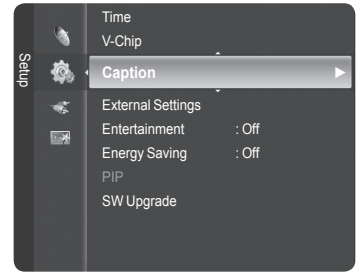 Setup
Time
V-Chip
Caption
External Settings
Entertainment : Off
Energy Saving : Off
PIP
SW Upgrade